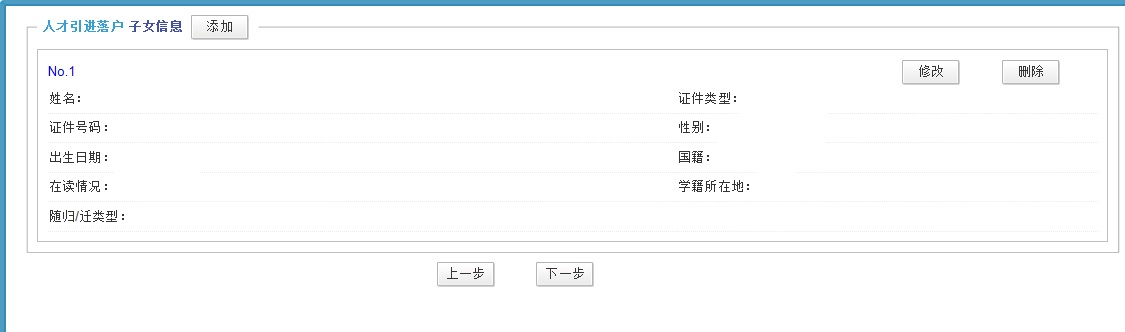 人才引进落户 子女信息 添加
No.1 修改 删除
姓名： 证件类型：
证件号码： 性别：
出生日期： 国籍：
在读情况： 学籍所在地：
随归/迁类型：
上一步 下一步